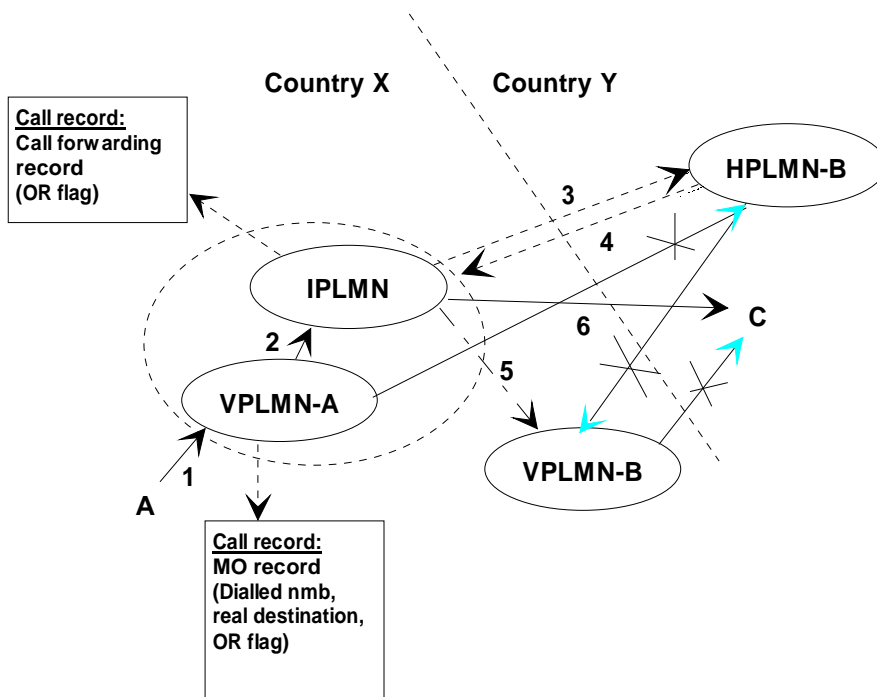 Country X
Country Y
Call record:
Call forwarding
record
(OR flag)
HPLMN-B
3
4
IPLMN
C
2
6
5
VPLMN-A
VPLMN-B
1
A
Call record:
MO record
(Dialled nmb,
real destination,
OR flag)